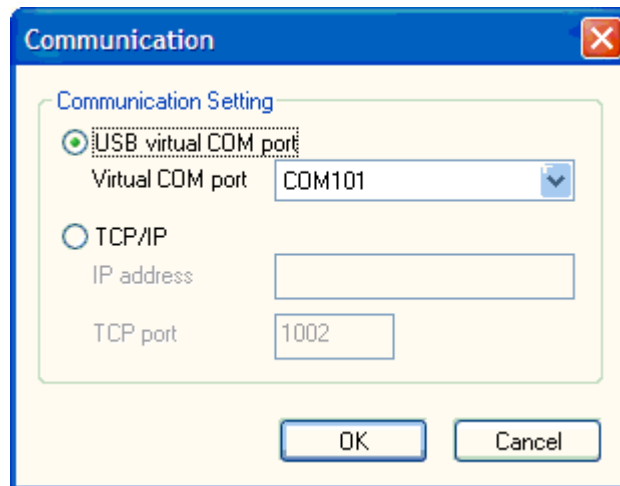 Communication
Communication Setting
USB virtual COM port
Virtual COM port COM101
TCP/IP
IP address
TCP port 1002
OK Cancel